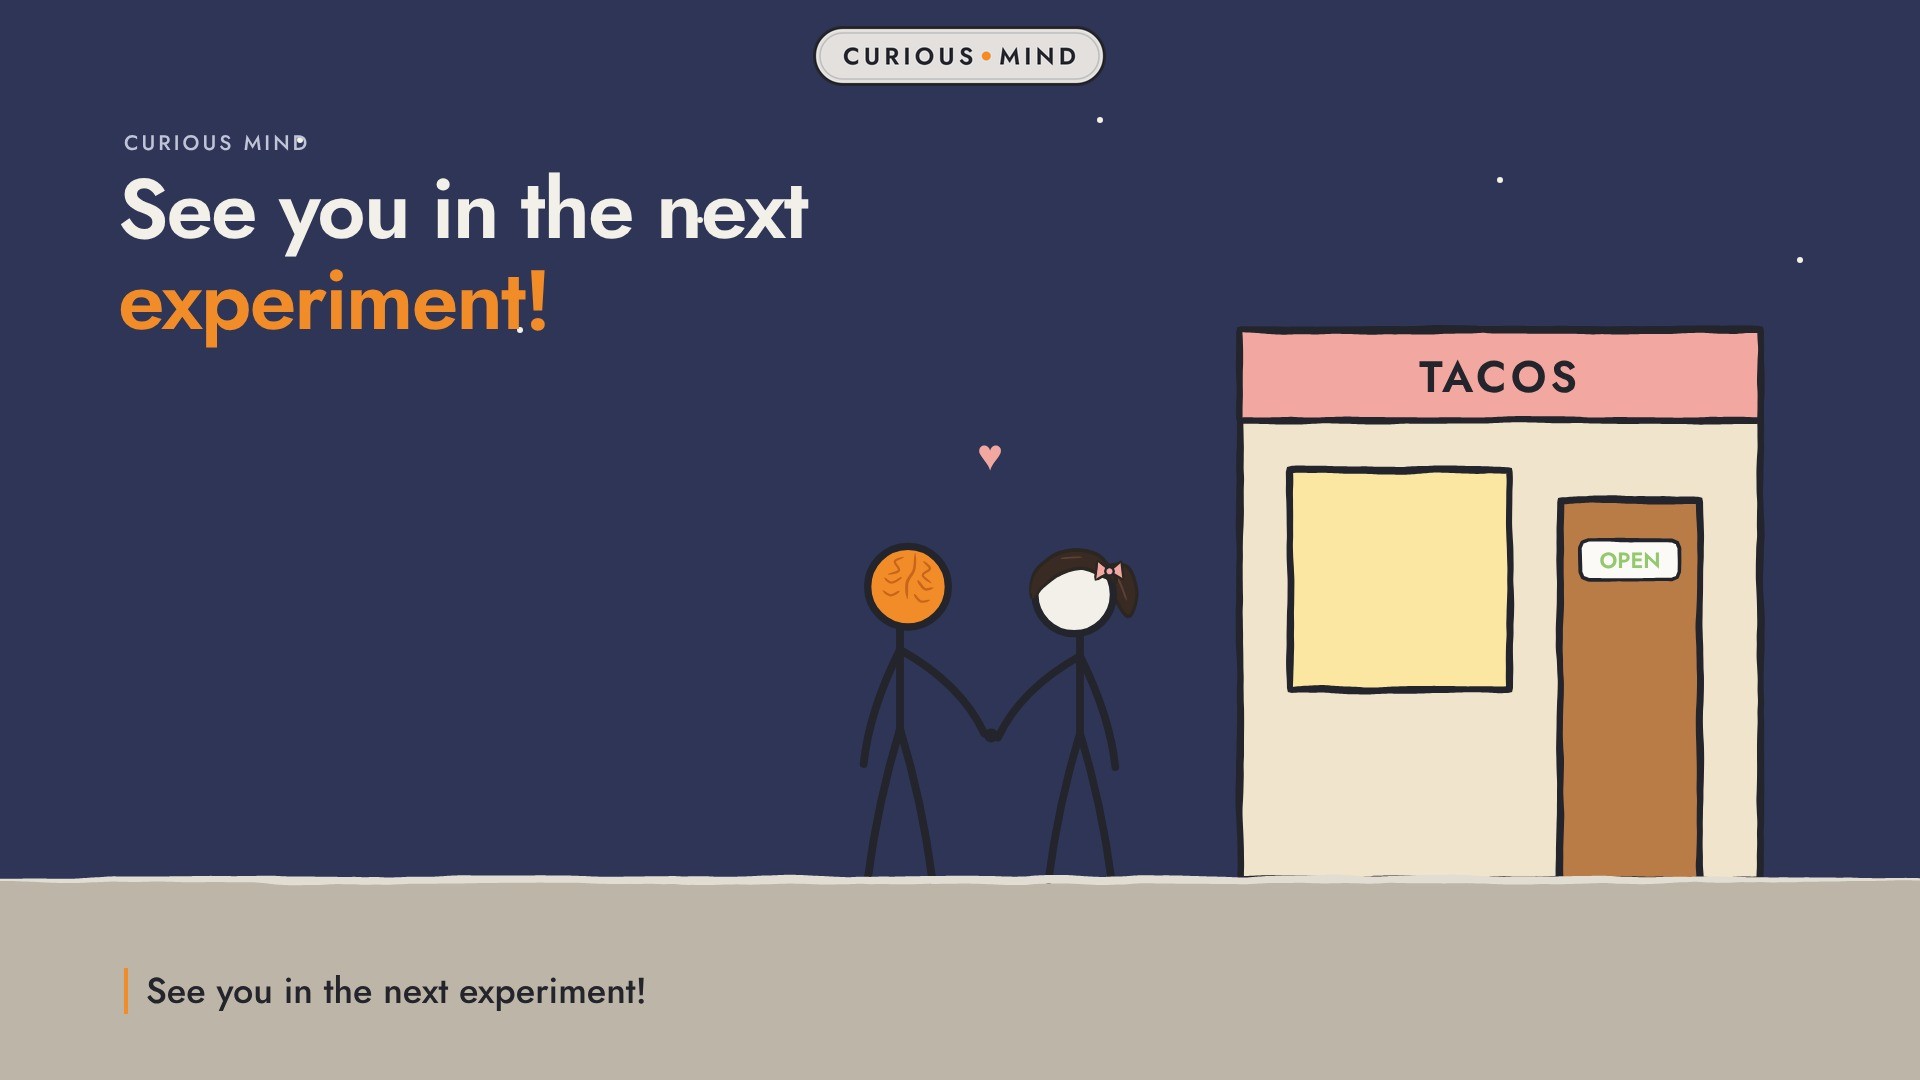 CURIOUS•MIND
CURIOUS MIND
See you in the next
experiment!
TACOS
OPEN
See you in the next experiment!